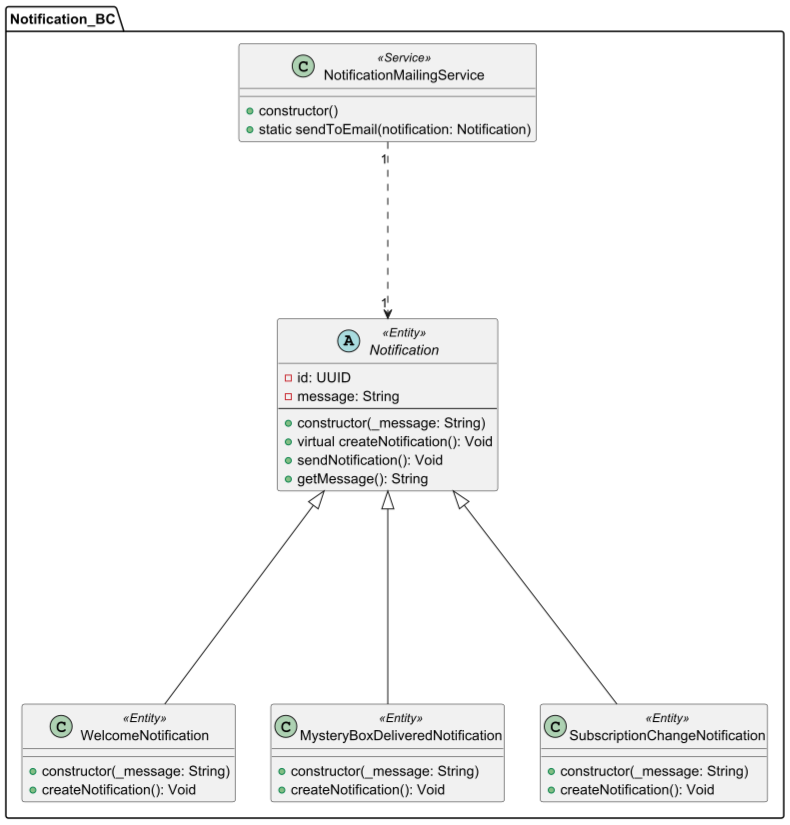 Notification_BC
C
«Service»
NotificationMailingService
constructor()
static sendToEmail(notification: Notification)
1
1
A
«Entity»
Notification
id: UUID
message: String
constructor(_message: String)
virtual createNotification(): Void
sendNotification(): Void
getMessage(): String
C
«Entity»
WelcomeNotification
constructor(_message: String)
createNotification(): Void
C
«Entity»
MysteryBoxDeliveredNotification
constructor(_message: String)
createNotification(): Void
C
«Entity»
SubscriptionChangeNotification
constructor(_message: String)
createNotification(): Void